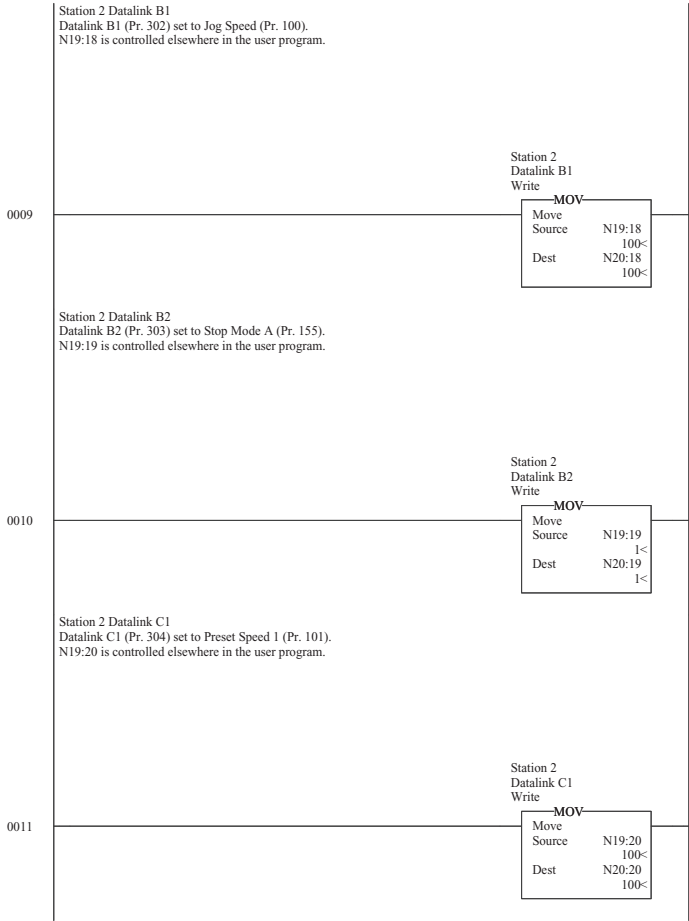 Station 2 Datalink B1
Datalink B1 (Pr. 302) set to Jog Speed (Pr. 100).
N19:18 is controlled elsewhere in the user program.
Station 2
Datalink B1
Write
MOV
0009
Move
Source N19:18
100<
Dest N20:18
100<
Station 2 Datalink B2
Datalink B2 (Pr. 303) set to Stop Mode A (Pr. 155).
N19:19 is controlled elsewhere in the user program.
Station 2
Datalink B2
Write
MOV
0010
Move
Source N19:19
1<
Dest N20:19
1<
Station 2 Datalink C1
Datalink C1 (Pr. 304) set to Preset Speed 1 (Pr. 101).
N19:20 is controlled elsewhere in the user program.
Station 2
Datalink C1
Write
MOV
0011
Move
Source N19:20
100<
Dest N20:20
100<